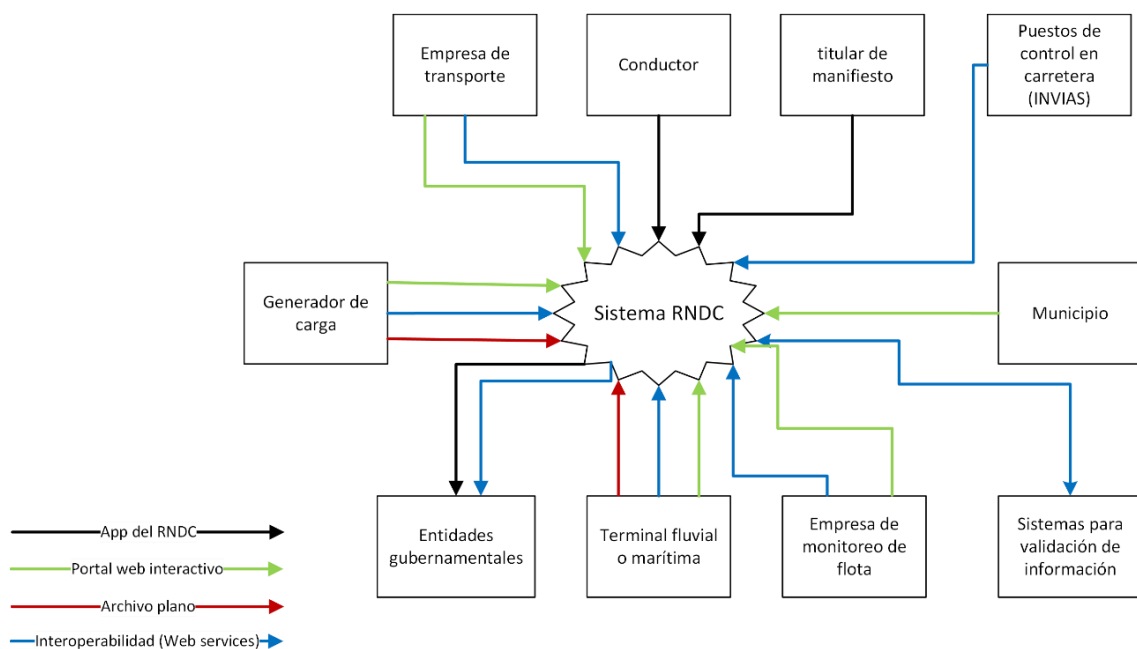 Empresa de
transporte
Conductor
titular de
manifiesto
Puestos de
control en
carretera
(INVIAS)
Generador de
carga
Sistema RNDC
Municipio
Entidades
gubernamentales
Terminal fluvial
o marítima
Empresa de
monitoreo de
flota
Sistemas para
validación de
información
App del RNDC
Portal web interactivo
Archivo plano
Interoperabilidad (Web services)